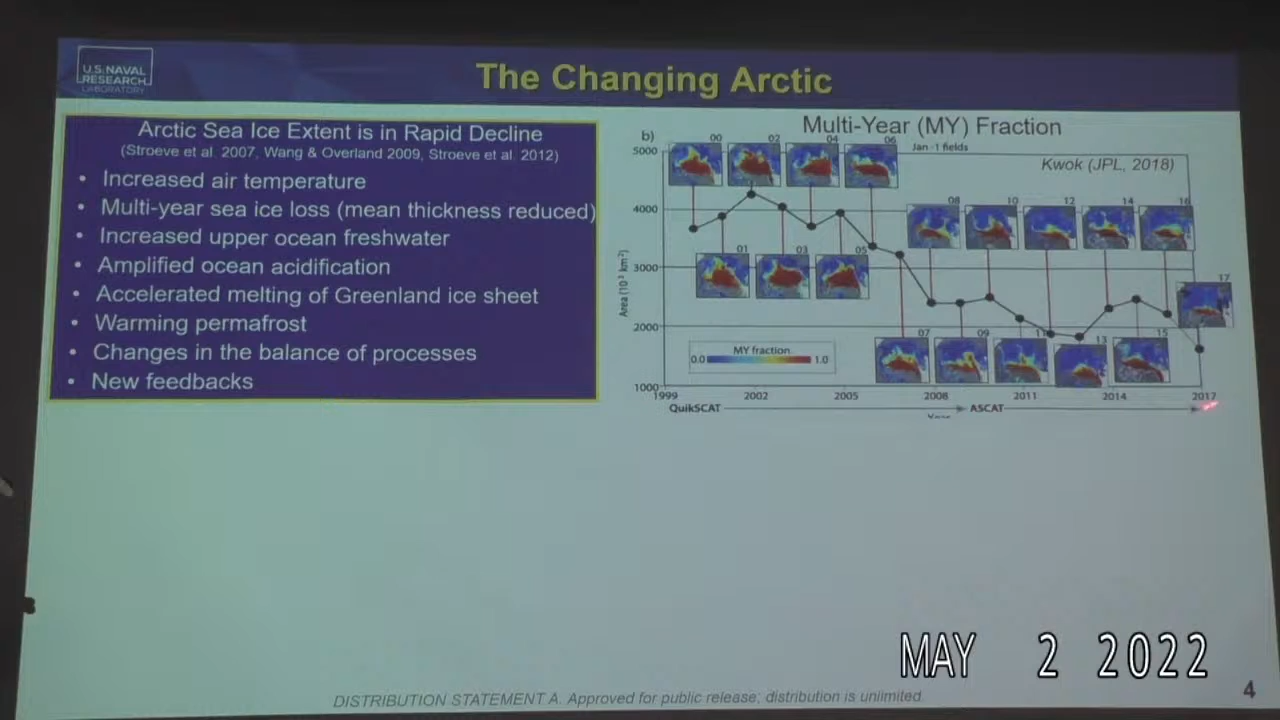 U.S. NAVAL
RESEARCH
LABORATORY
The Changing Arctic
Arctic Sea Ice Extent is in Rapid Decline
(Stroeve et al. 2007, Wang & Overland 2009, Stroeve et al. 2012)
• Increased air temperature
• Multi-year sea ice loss (mean thickness reduced)
• Increased upper ocean freshwater
• Amplified ocean acidification
• Accelerated melting of Greenland ice sheet
• Warming permafrost
• Changes in the balance of processes
• New feedbacks
Multi-Year (MY) Fraction
b)
Jan -1 fields
Kwok (JPL, 2018)
00 02 04 06
08 10 12 14 16
01 03 05
17
07 09 11 13 15
5000
4000
3000
2000
1000
Area (10³ km²)
MY fraction
0.0 1.0
1999 2002 2005 2008 2011 2014 2017
QuikSCAT ASCAT
Year
MAY 2 2022
DISTRIBUTION STATEMENT A. Approved for public release; distribution is unlimited.
4